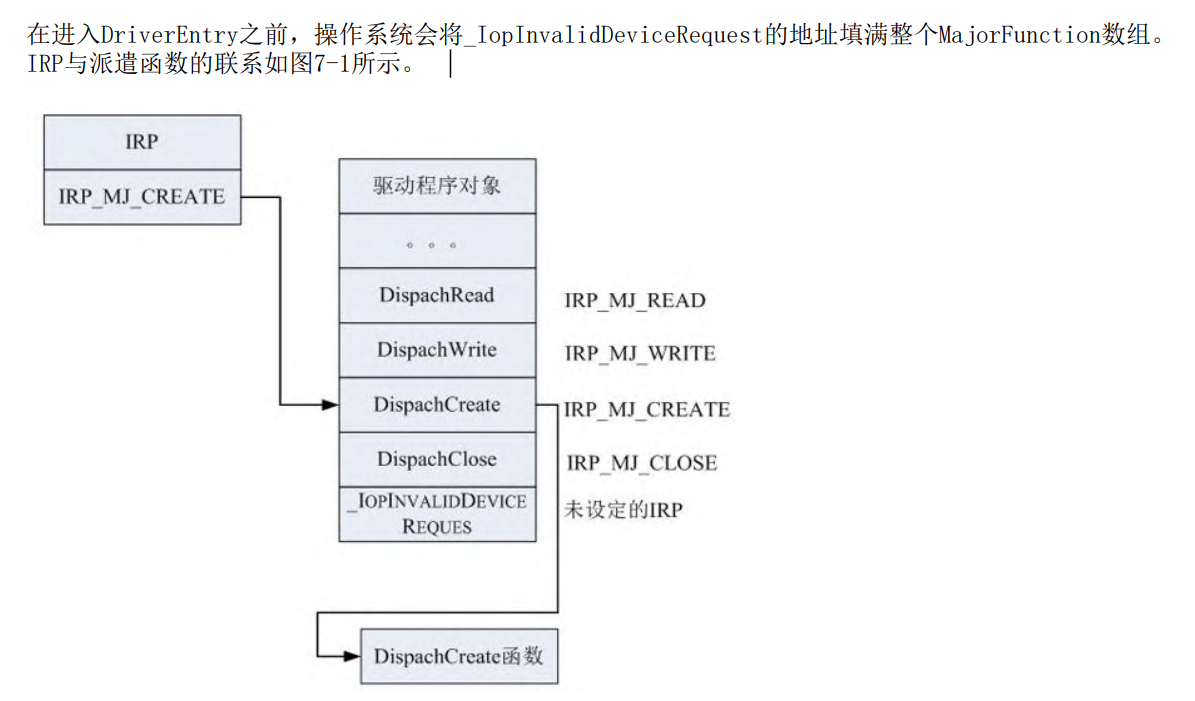 在进入DriverEntry之前，操作系统会将_IopInvalidDeviceRequest的地址填满整个MajorFunction数组。
IRP与派遣函数的联系如图7-1所示。
IRP
IRP_MJ_CREATE
驱动程序对象
。。。
DispachRead
IRP_MJ_READ
DispachWrite
IRP_MJ_WRITE
DispachCreate
IRP_MJ_CREATE
DispachClose
IRP_MJ_CLOSE
_IOPINVALIDDEVICE
REQUES
未设定的IRP
DispachCreate函数